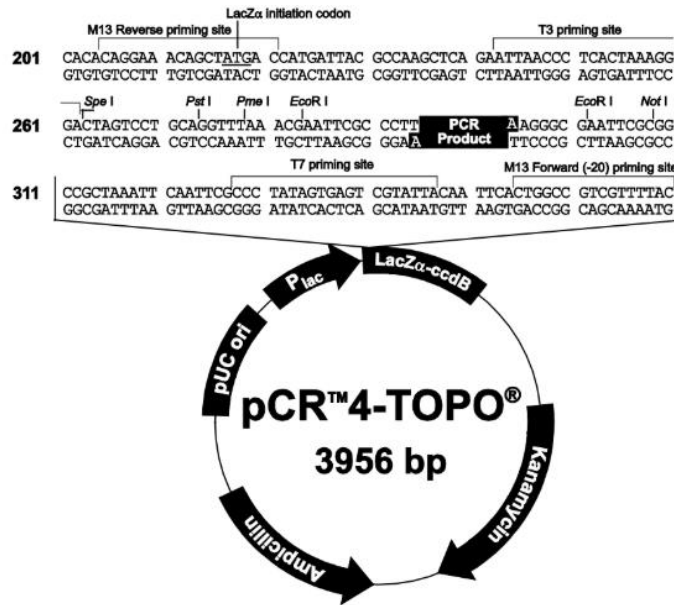 LacZα initiation codon
M13 Reverse priming site T3 priming site
201 CACACAGGAA ACAGCTATGA CCATGATTAC GCCAAGCTCA GAATTAACCC TCACTAAAGG
GTGTGTCCTT TGTCGATACT GGTACTAATG CGGTTCGAGT CTTAATTGGG AGTGATTTCC
Spe I Pst I Pme I EcoR I EcoR I Not I
261 GACTAGTCCT GCAGGTTTAA ACGAATTCGC CCTT PCR A AGGGC GAATTCGCGG
CTGATCAGGA CGTCCAAATT TGCTTAAGCG GGA A Product TTCCCG CTTAAGCGCC
T7 priming site M13 Forward (-20) priming site
311 CCGCTAAATT CAATTCGCCC TATAGTGAGT CGTATTACAA TTCACTGGCC GTCGTTTTAC
GGCGATTTAA GTTAAGCGGG ATATCACTCA GCATAATGTT AAGTGACCGG CAGCAAAATG
Plac
LacZα-ccdB
pUC ori
pCR™4-TOPO®
3956 bp
Kanamycin
Ampicillin